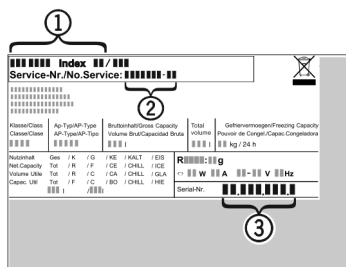 1
Index /
Service-Nr./No.Service: -
2
Klasse/Class Ap-Typ/AP-Type Bruttoinhalt/Gross Capacity Total Gefriervermoegen/Freezing Capacity
Classe/Clase AP-Type/AP-Tipo Volume Brut/Capacidad Bruta volume Pouvoir de Congel./Capac.Congeladora
l l kg / 24 h
Nutzinhalt Ges / K / G / KE / KALT / EIS
Net.Capacity Tot / R / F / CE / CHILL / ICE
Volume Utile Tot / R / C / CA / CHILL / GLA
Capec. Util Tot / F / C / BO / CHILL / HIE
l / l
R : g
W A - V Hz
Serial-Nr. . .
3